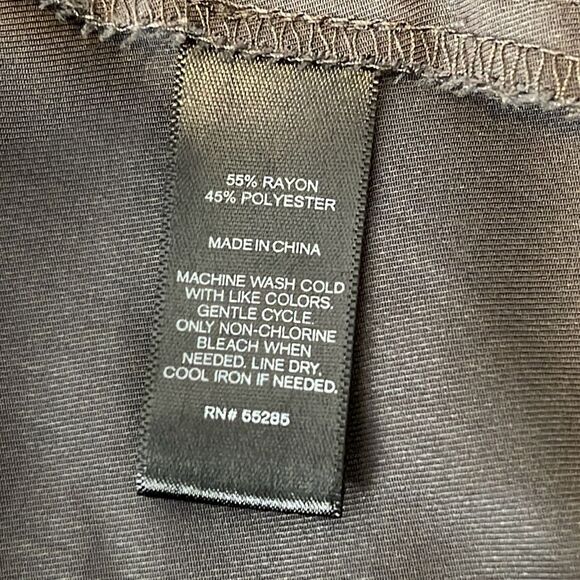 55% RAYON
45% POLYESTER
MADE IN CHINA
MACHINE WASH COLD
WITH LIKE COLORS.
GENTLE CYCLE.
ONLY NON-CHLORINE
BLEACH WHEN
NEEDED. LINE DRY.
COOL IRON IF NEEDED.
RN# 55285